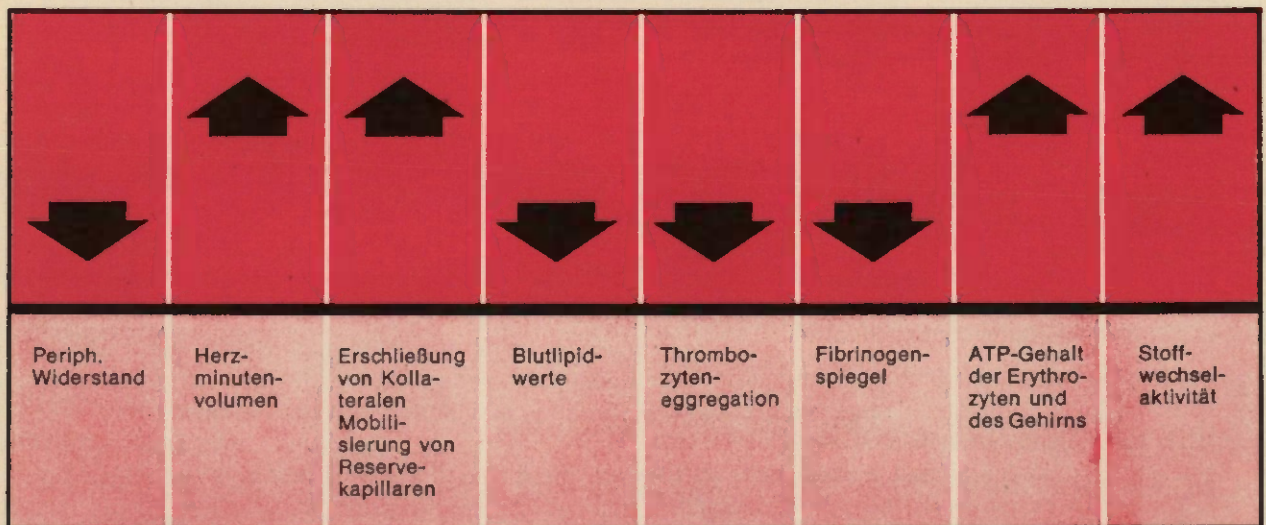 Periph.
Widerstand
Herz-
minuten-
volumen
Erschließung
von Kolla-
teralen
Mobili-
sierung von
Reserve-
kapillaren
Blutlipid-
werte
Thrombo-
zyten-
eggregation
Fibrinogen-
spiegel
ATP-Gehalt
der Erythro-
zyten und
des Gehirns
Stoff-
wechsel-
aktivität